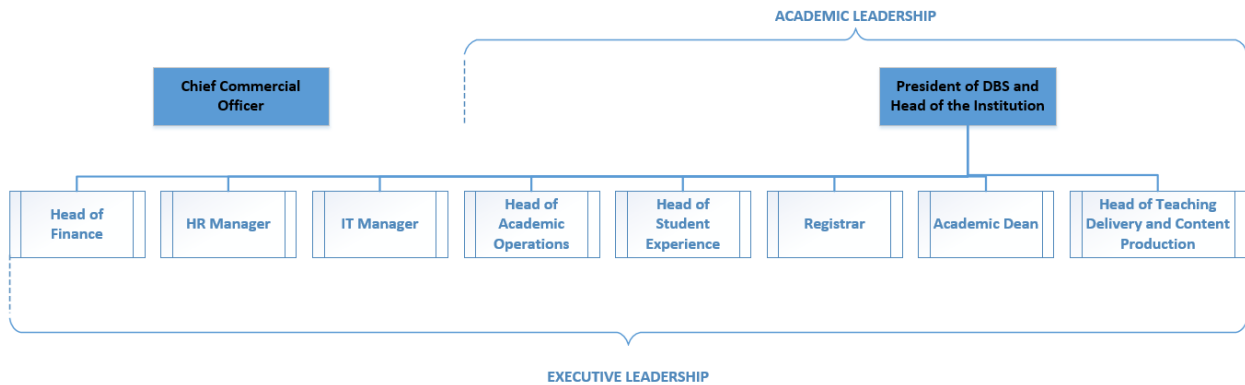 ACADEMIC LEADERSHIP
Chief Commercial
Officer
President of DBS and
Head of the Institution
Head of
Finance
HR Manager
IT Manager
Head of
Academic
Operations
Head of
Student
Experience
Registrar
Academic Dean
Head of Teaching
Delivery and Content
Production
EXECUTIVE LEADERSHIP